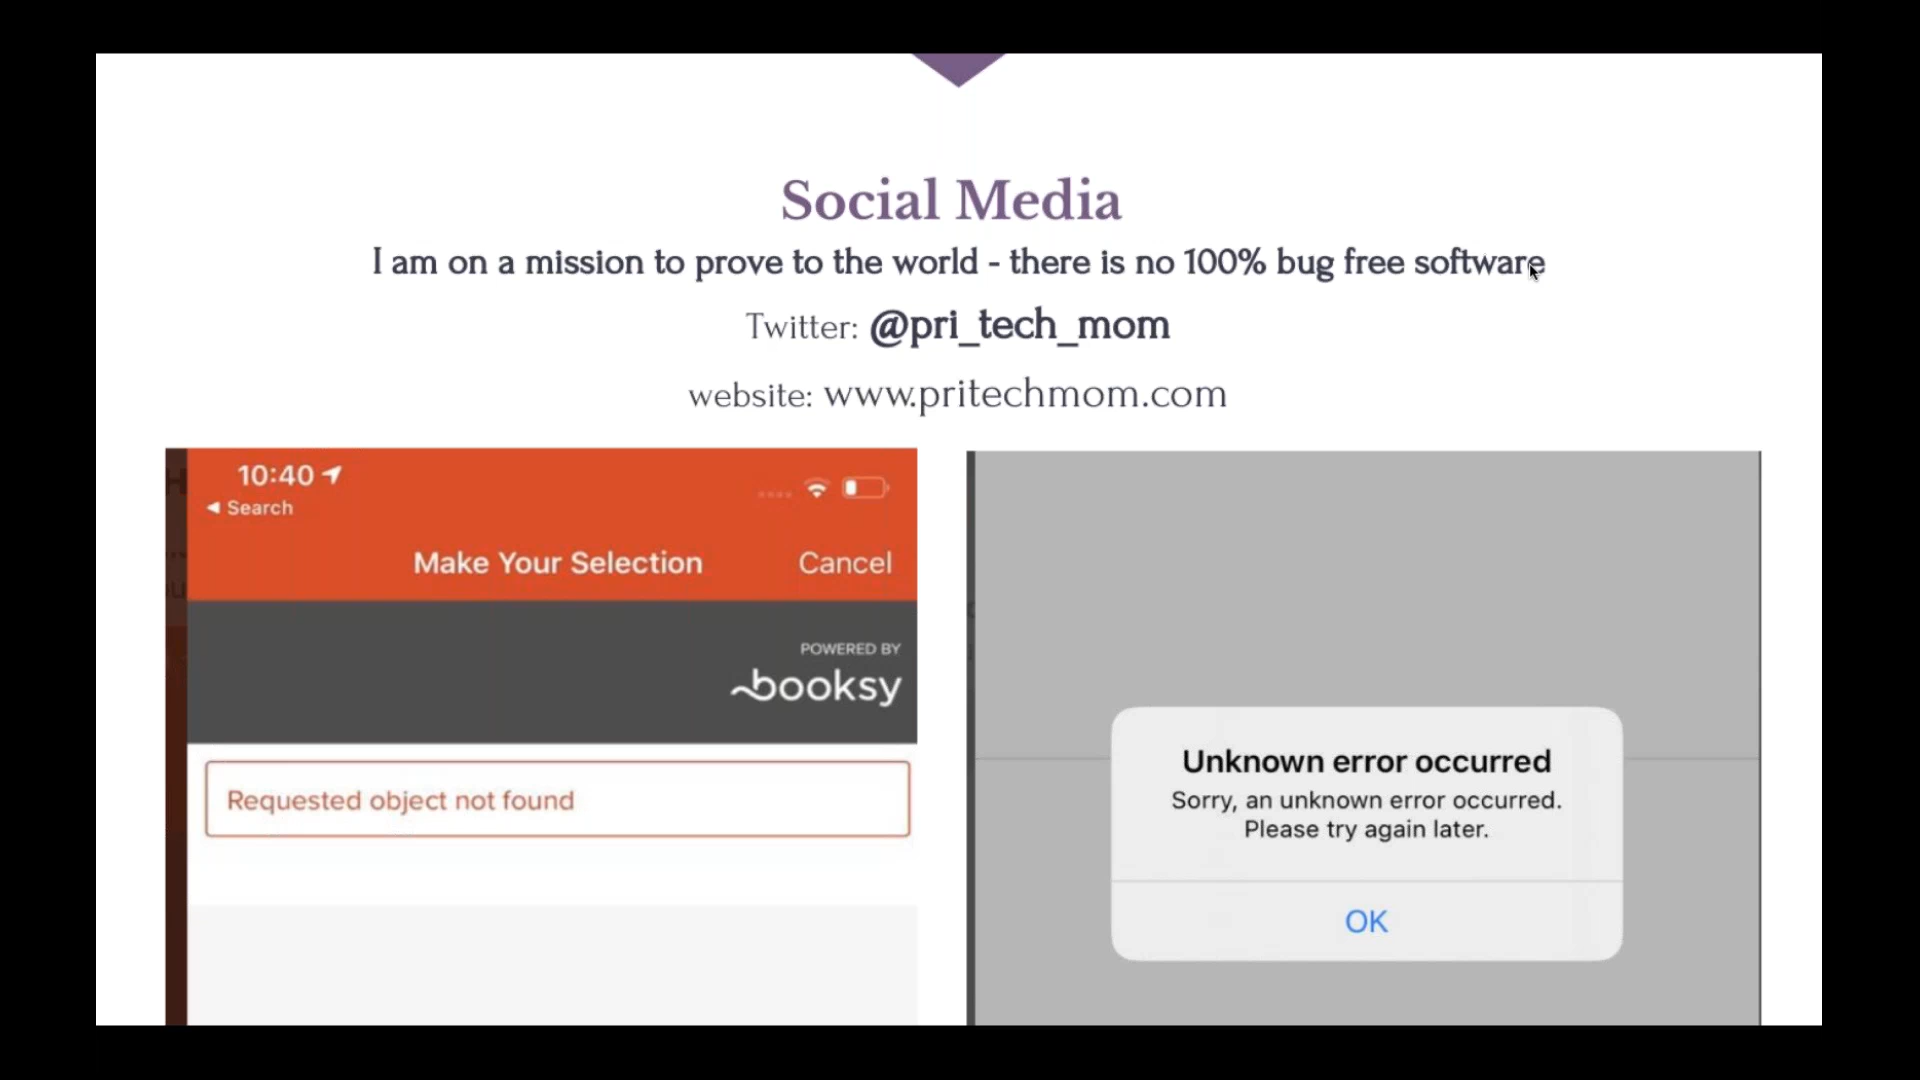 Social Media
I am on a mission to prove to the world - there is no 100% bug free software
Twitter: @pri_tech_mom
website: www.pritechmom.com
10:40
◀ Search
Make Your Selection
Cancel
POWERED BY
booksy
Requested object not found
Unknown error occurred
Sorry, an unknown error occurred.
Please try again later.
OK